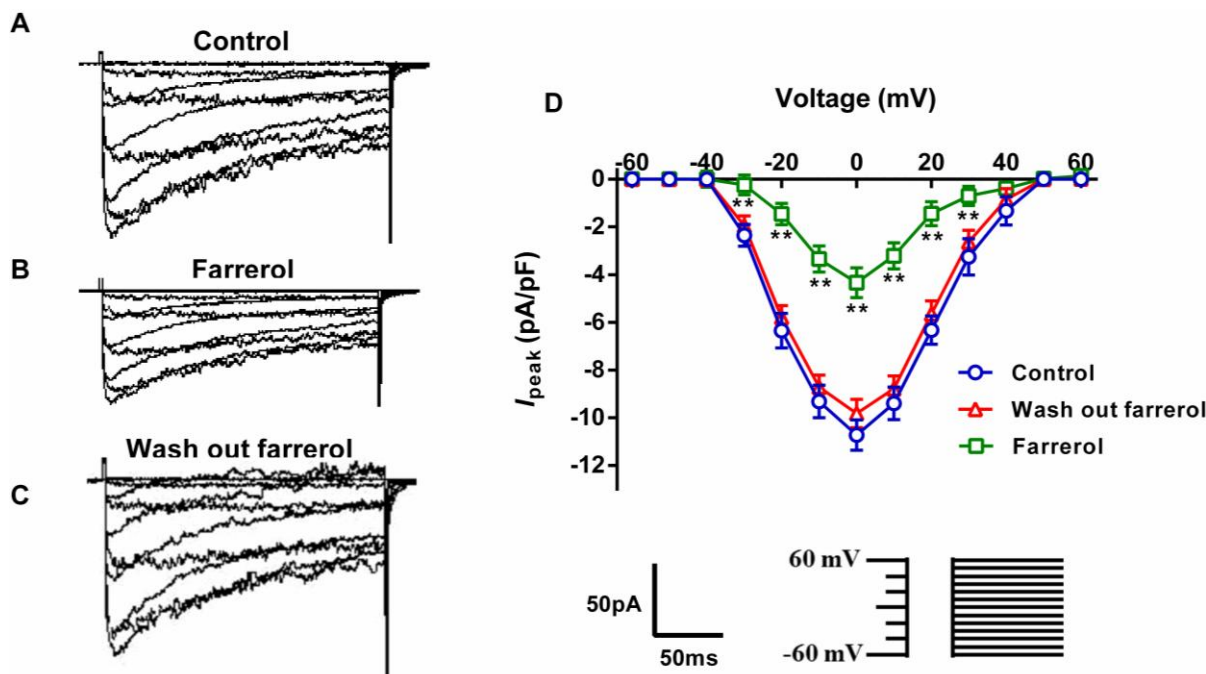 A
Control
B
Farrerol
Wash out farrerol
C
D
Voltage (mV)
-60 -40 -20 0 20 40 60
0
-2
-4
-6
-8
-10
-12
I peak (pA/pF)
**
**
**
**
**
**
**
Control
Wash out farrerol
Farrerol
50pA
50ms
60 mV
-60 mV